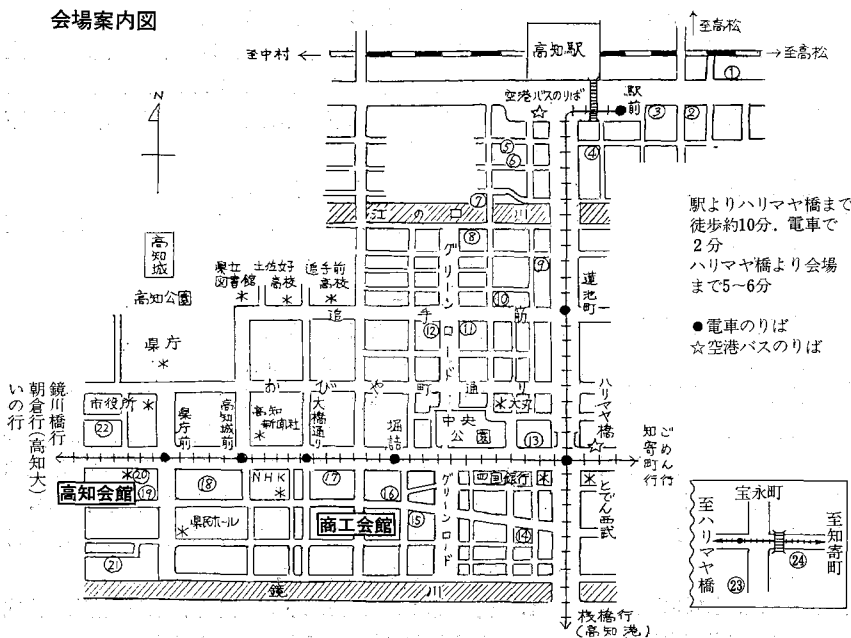 会場案内図
至高松
至中村
高知駅
至高松
①
空港バスのりば
駅前
③
②
⑤
⑥
④
N
⑦
江の口川
駅よりハリマヤ橋まで
徒歩約10分．電車で
2分
ハリマヤ橋より会場
まで5～6分
●電車のりば
☆空港バスのりば
高知城
高知公園
県立図書館
土佐女子高校
追手前高校
グリーンロード
⑧
⑨
⑩
蓮池町
追手筋
⑫
⑪
県庁
おびや町通り
市役所
㉒
県庁前
高知城前
高知新聞社
大橋通り
堀詰
中央公園
大丸
⑬
ハリマヤ橋
鏡川橋行
朝倉行(高知大)
いの行
ごめん行
知寄町行
⑳
高知会館
⑲
⑱
NHK
⑰
⑯
グリーンロード
四国銀行
とでん西武
県民ホール
商工会館
⑮
⑭
㉑
鏡川
桟橋行
(高知港)
宝永町
至ハリマヤ橋
至知寄町
㉓
㉔